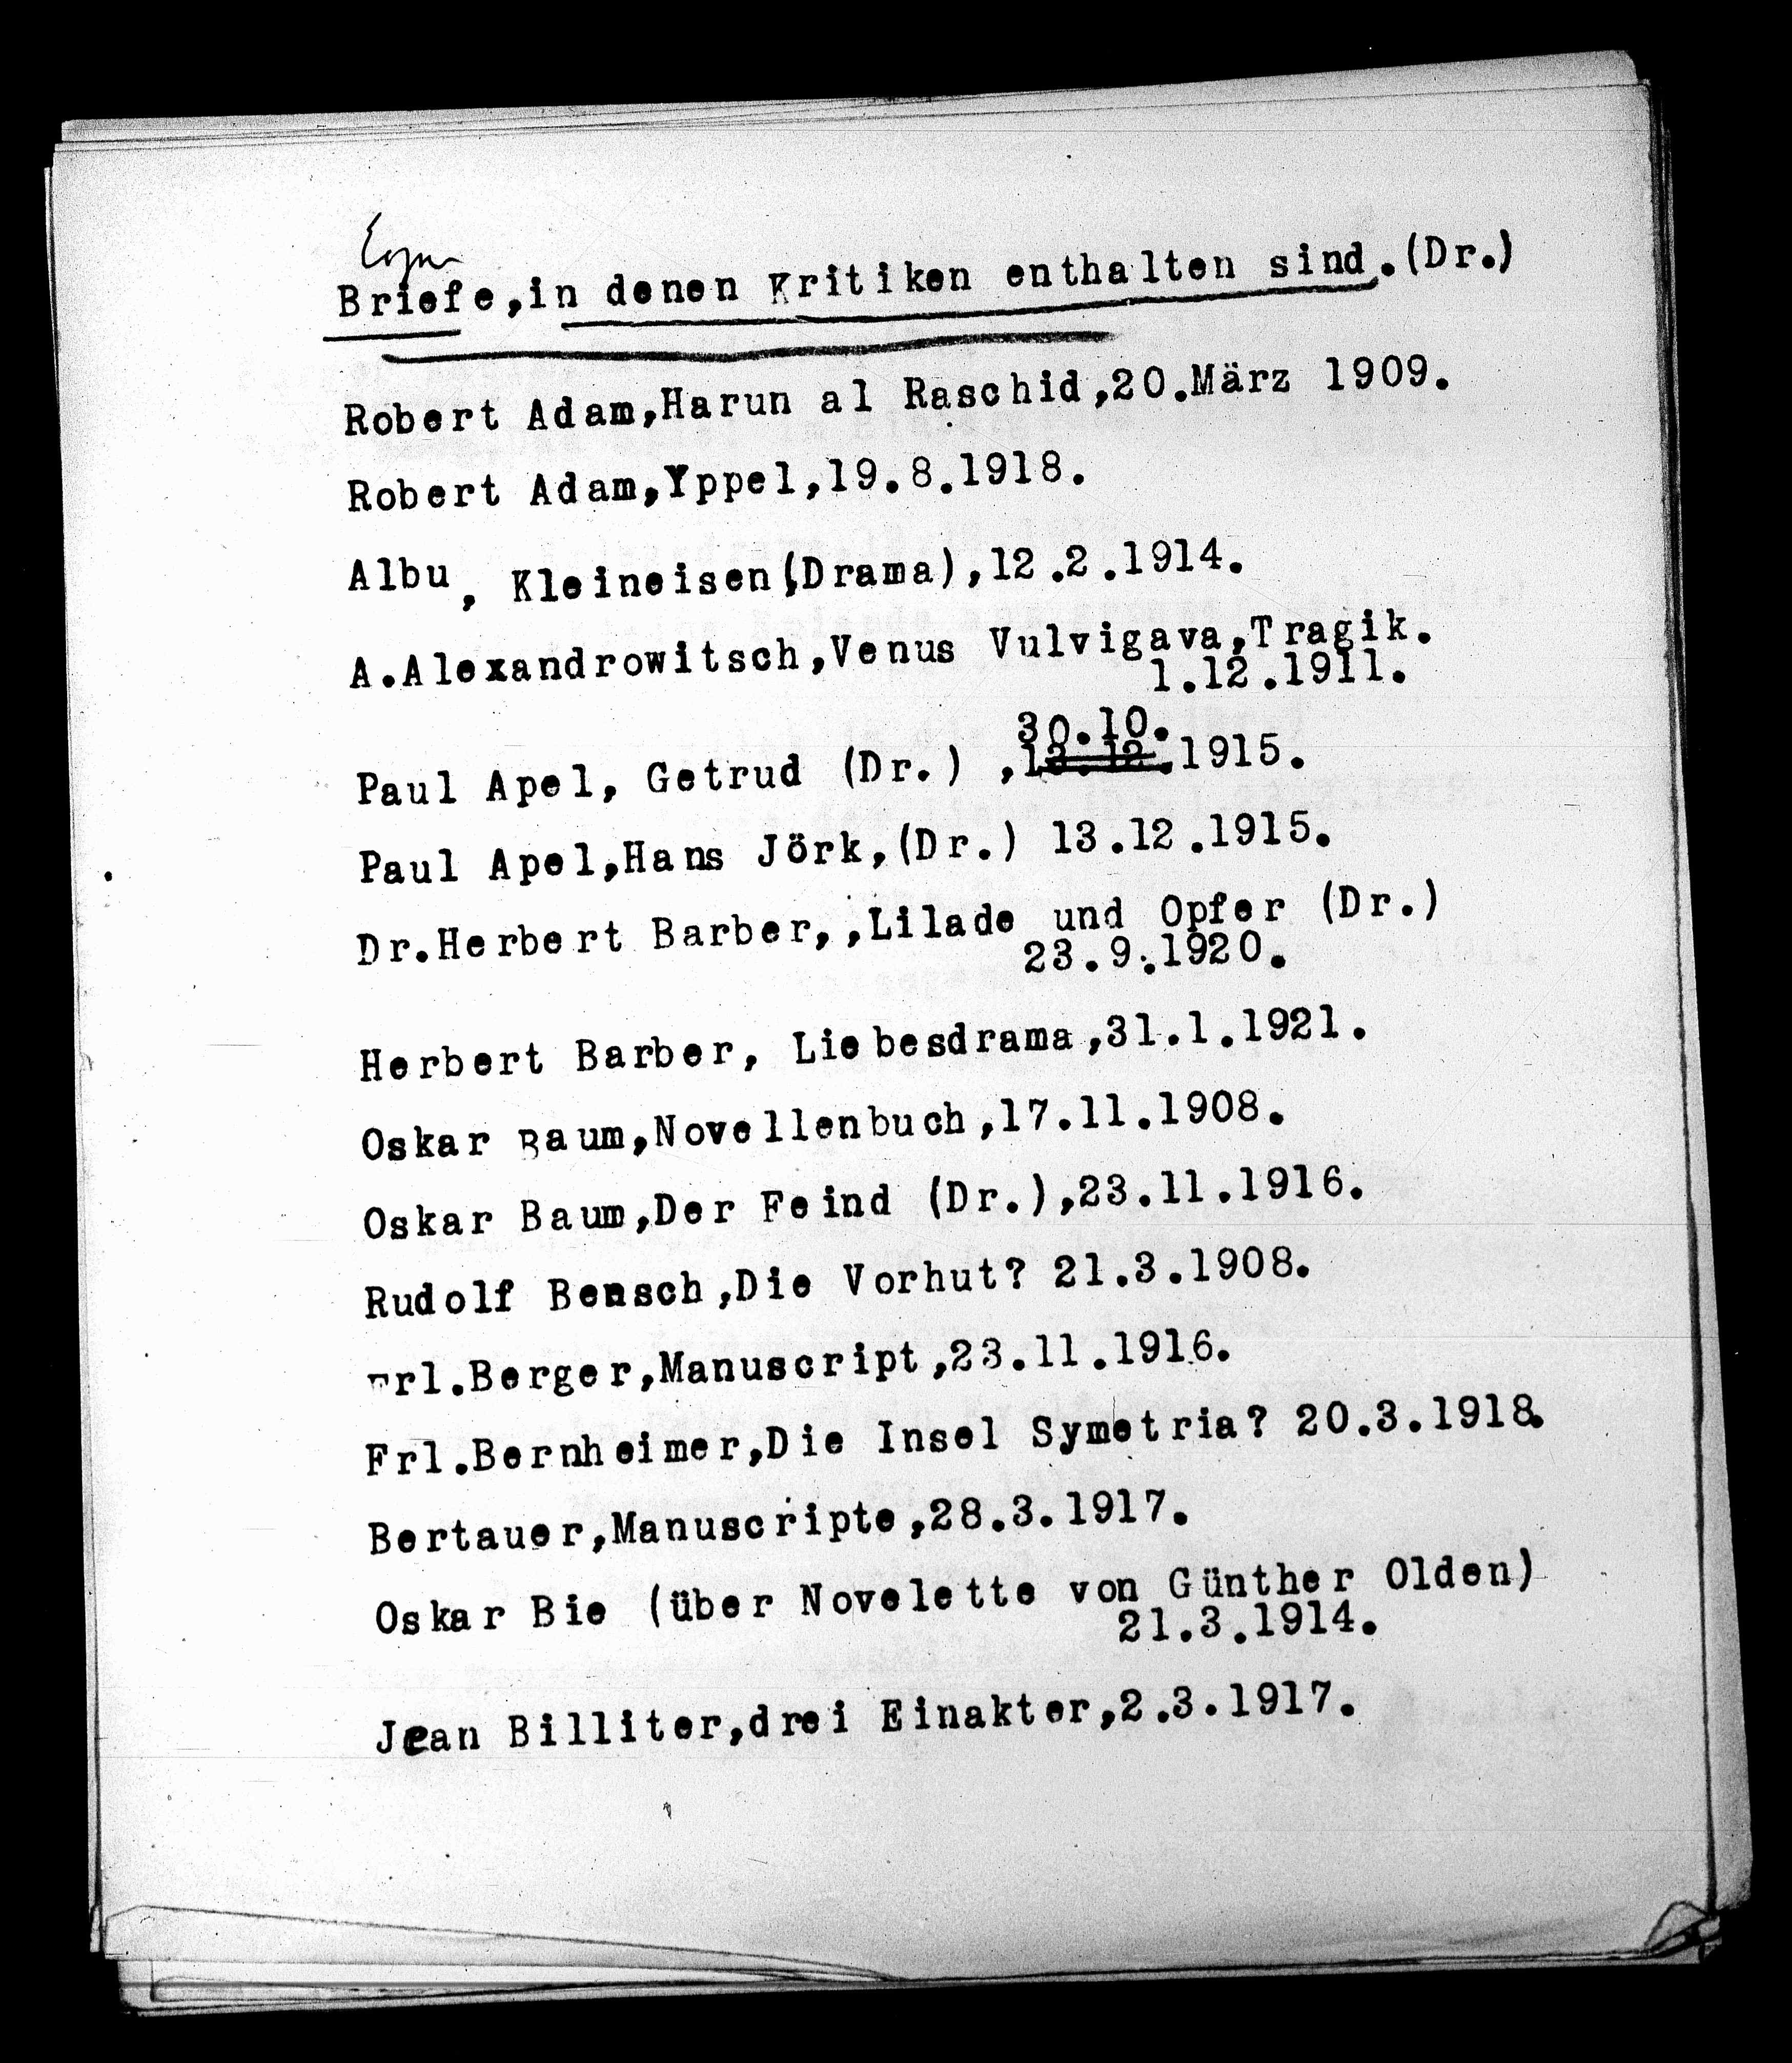 Briefe,in denen Kritiken enthalten sind.(Dr.)
Robert Adam,Harun al Raschid,20.März 1909.
Robert Adam,Yppel,19.8.1918.
Albu, Kleineisen(Drama),12.2.1914.
A.Alexandrowitsch,Venus Vulvigava,Tragik.
1.12.1911.
30.10.
Paul Apel, Getrud (Dr.) ,13.12.1915.
Paul Apel,Hans Jörk,(Dr.) 13.12.1915.
Dr.Herbert Barber,,Lilade und Opfer (Dr.)
23.9.1920.
Herbert Barber, Liebesdrama,31.1.1921.
Oskar Baum,Novellenbuch,17.11.1908.
Oskar Baum,Der Feind (Dr.),23.11.1916.
Rudolf Bensch,Die Vorhut? 21.3.1908.
Frl.Berger,Manuscript,23.11.1916.
Frl.Bernheimer,Die Insel Symetria? 20.3.1918.
Bertauer,Manuscripte,28.3.1917.
Oskar Bie (über Novelette von Günther Olden)
21.3.1914.
Jean Billiter,drei Einakter,2.3.1917.